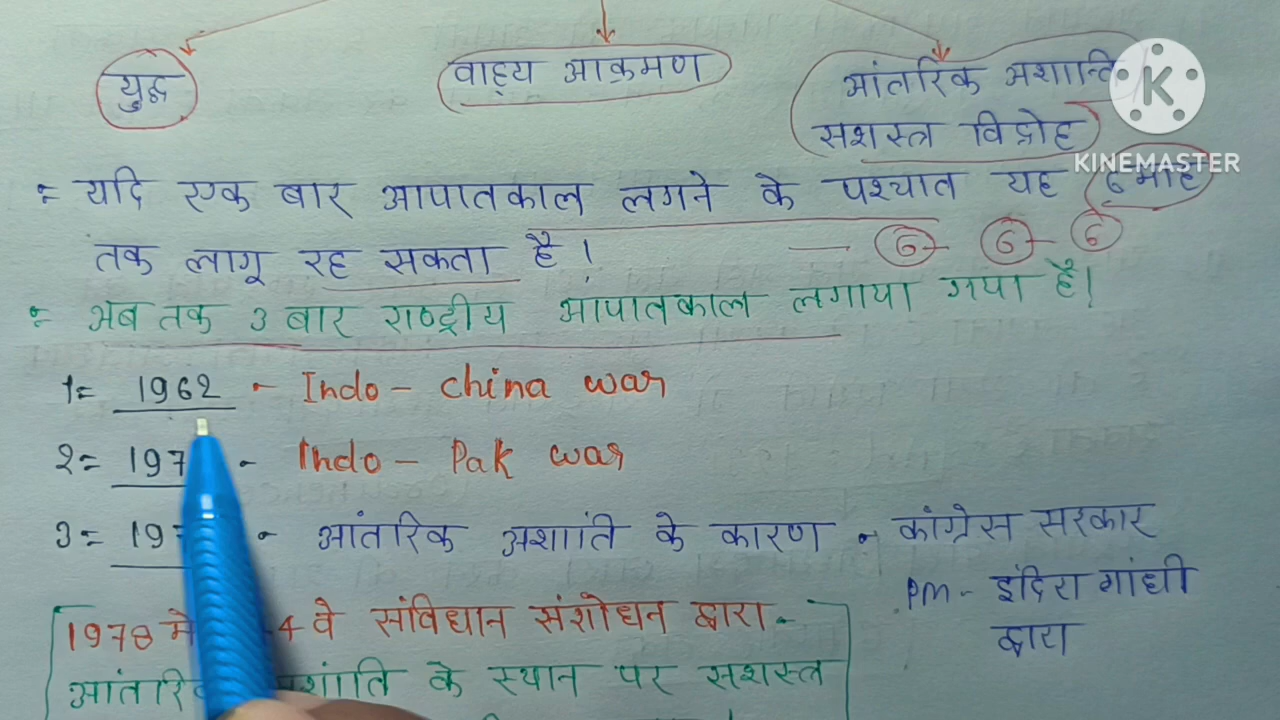 युद्ध
वाह्य आक्रमण
आंतरिक अशान्ति
सशस्त्र विद्रोह
K
KINEMASTER
यदि एक बार आपातकाल लगने के पश्चात यह 6 माह
तक लागू रह सकता है।
— 6 – 6 – 6
अब तक 3 बार राष्ट्रीय आपातकाल लगाया गया है।
1= 1962 - Indo - China war
2= 197 - Indo - Pak war
3= 19 - आंतरिक अशांति के कारण - कांग्रेस सरकार
PM - इंदिरा गांधी
द्वारा
1978 मे 4 वे संविधान संशोधन द्वारा -
के स्थान पर सशस्त्र